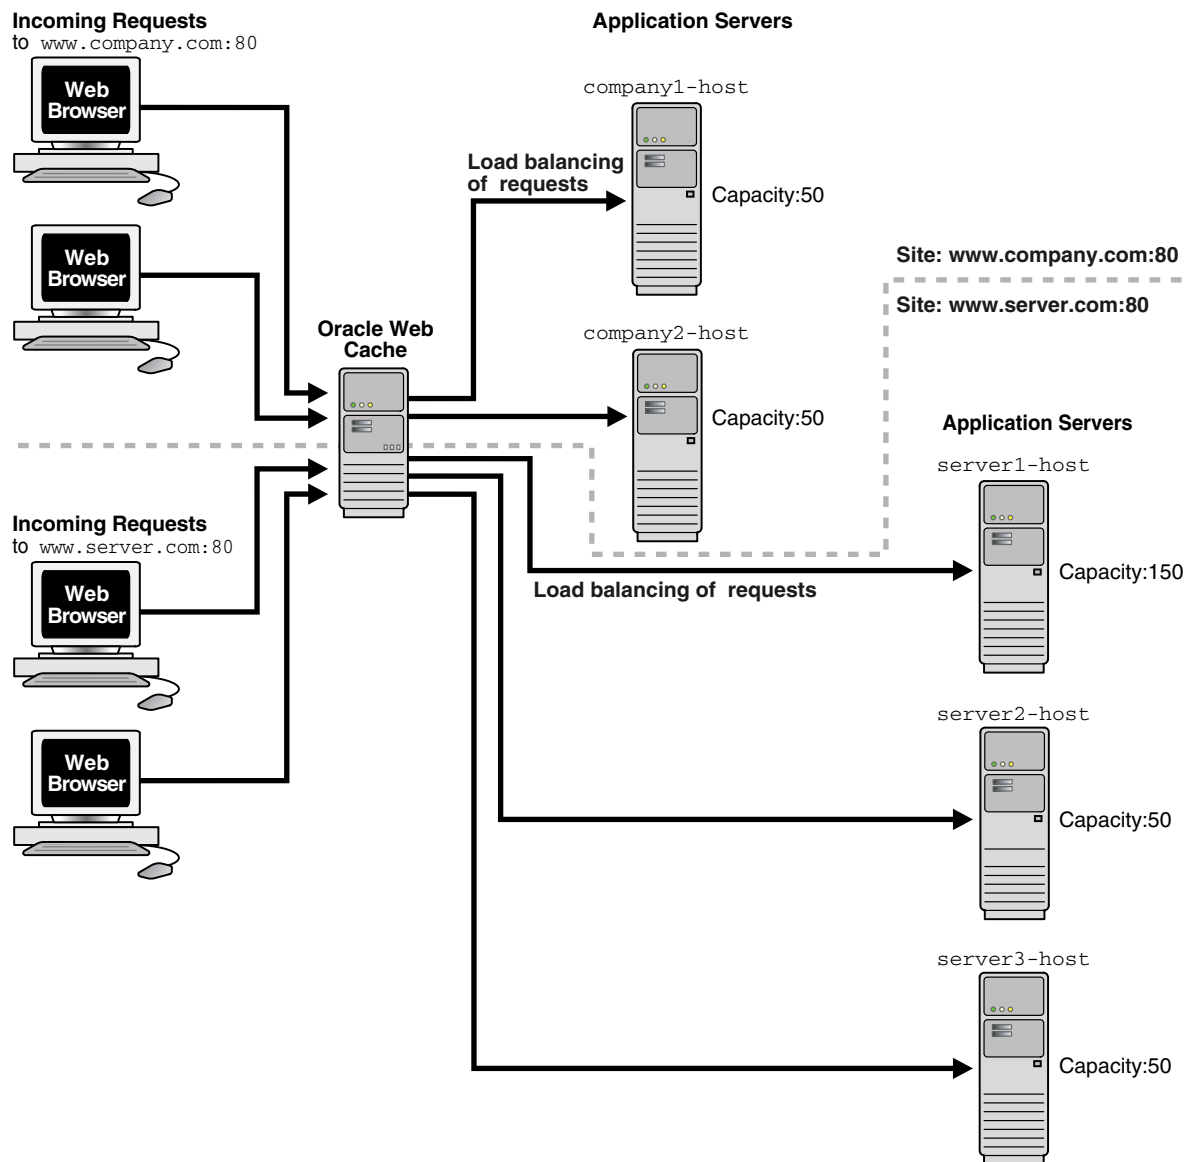 Incoming Requests
to www.company.com:80
Web
Browser
Web
Browser
Application Servers
company1-host
Load balancing
of requests
Capacity:50
Site: www.company.com:80
Site: www.server.com:80
Oracle Web
Cache
company2-host
Capacity:50
Incoming Requests
to www.server.com:80
Web
Browser
Web
Browser
Load balancing of requests
Application Servers
server1-host
Capacity:150
server2-host
Capacity:50
server3-host
Capacity:50